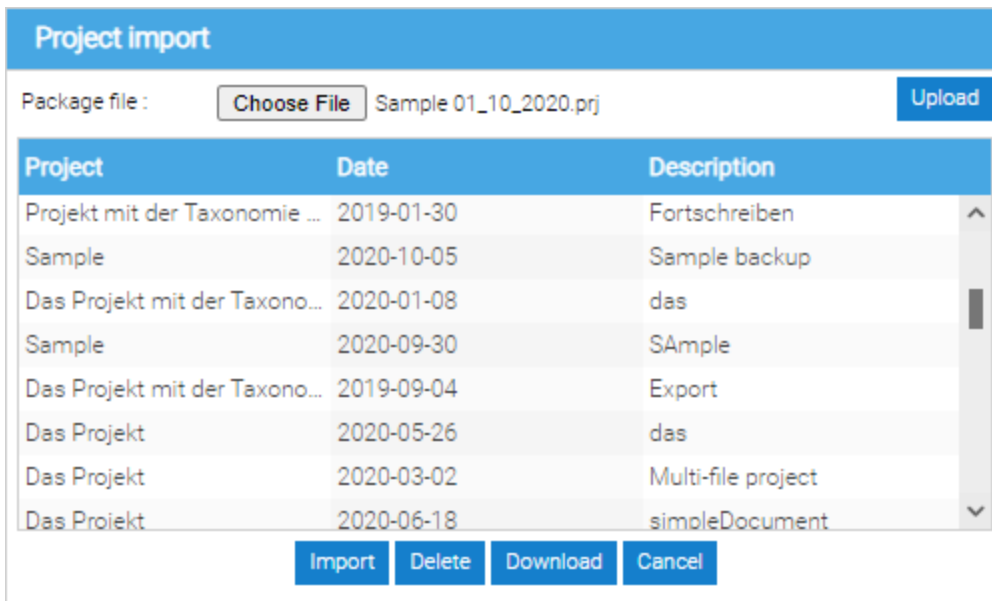 Project import
Package file : Choose File Sample 01_10_2020.prj Upload
Project Date Description
Projekt mit der Taxonomie ... 2019-01-30 Fortschreiben
Sample 2020-10-05 Sample backup
Das Projekt mit der Taxono... 2020-01-08 das
Sample 2020-09-30 SAmple
Das Projekt mit der Taxono... 2019-09-04 Export
Das Projekt 2020-05-26 das
Das Projekt 2020-03-02 Multi-file project
Das Projekt 2020-06-18 simpleDocument
Import Delete Download Cancel